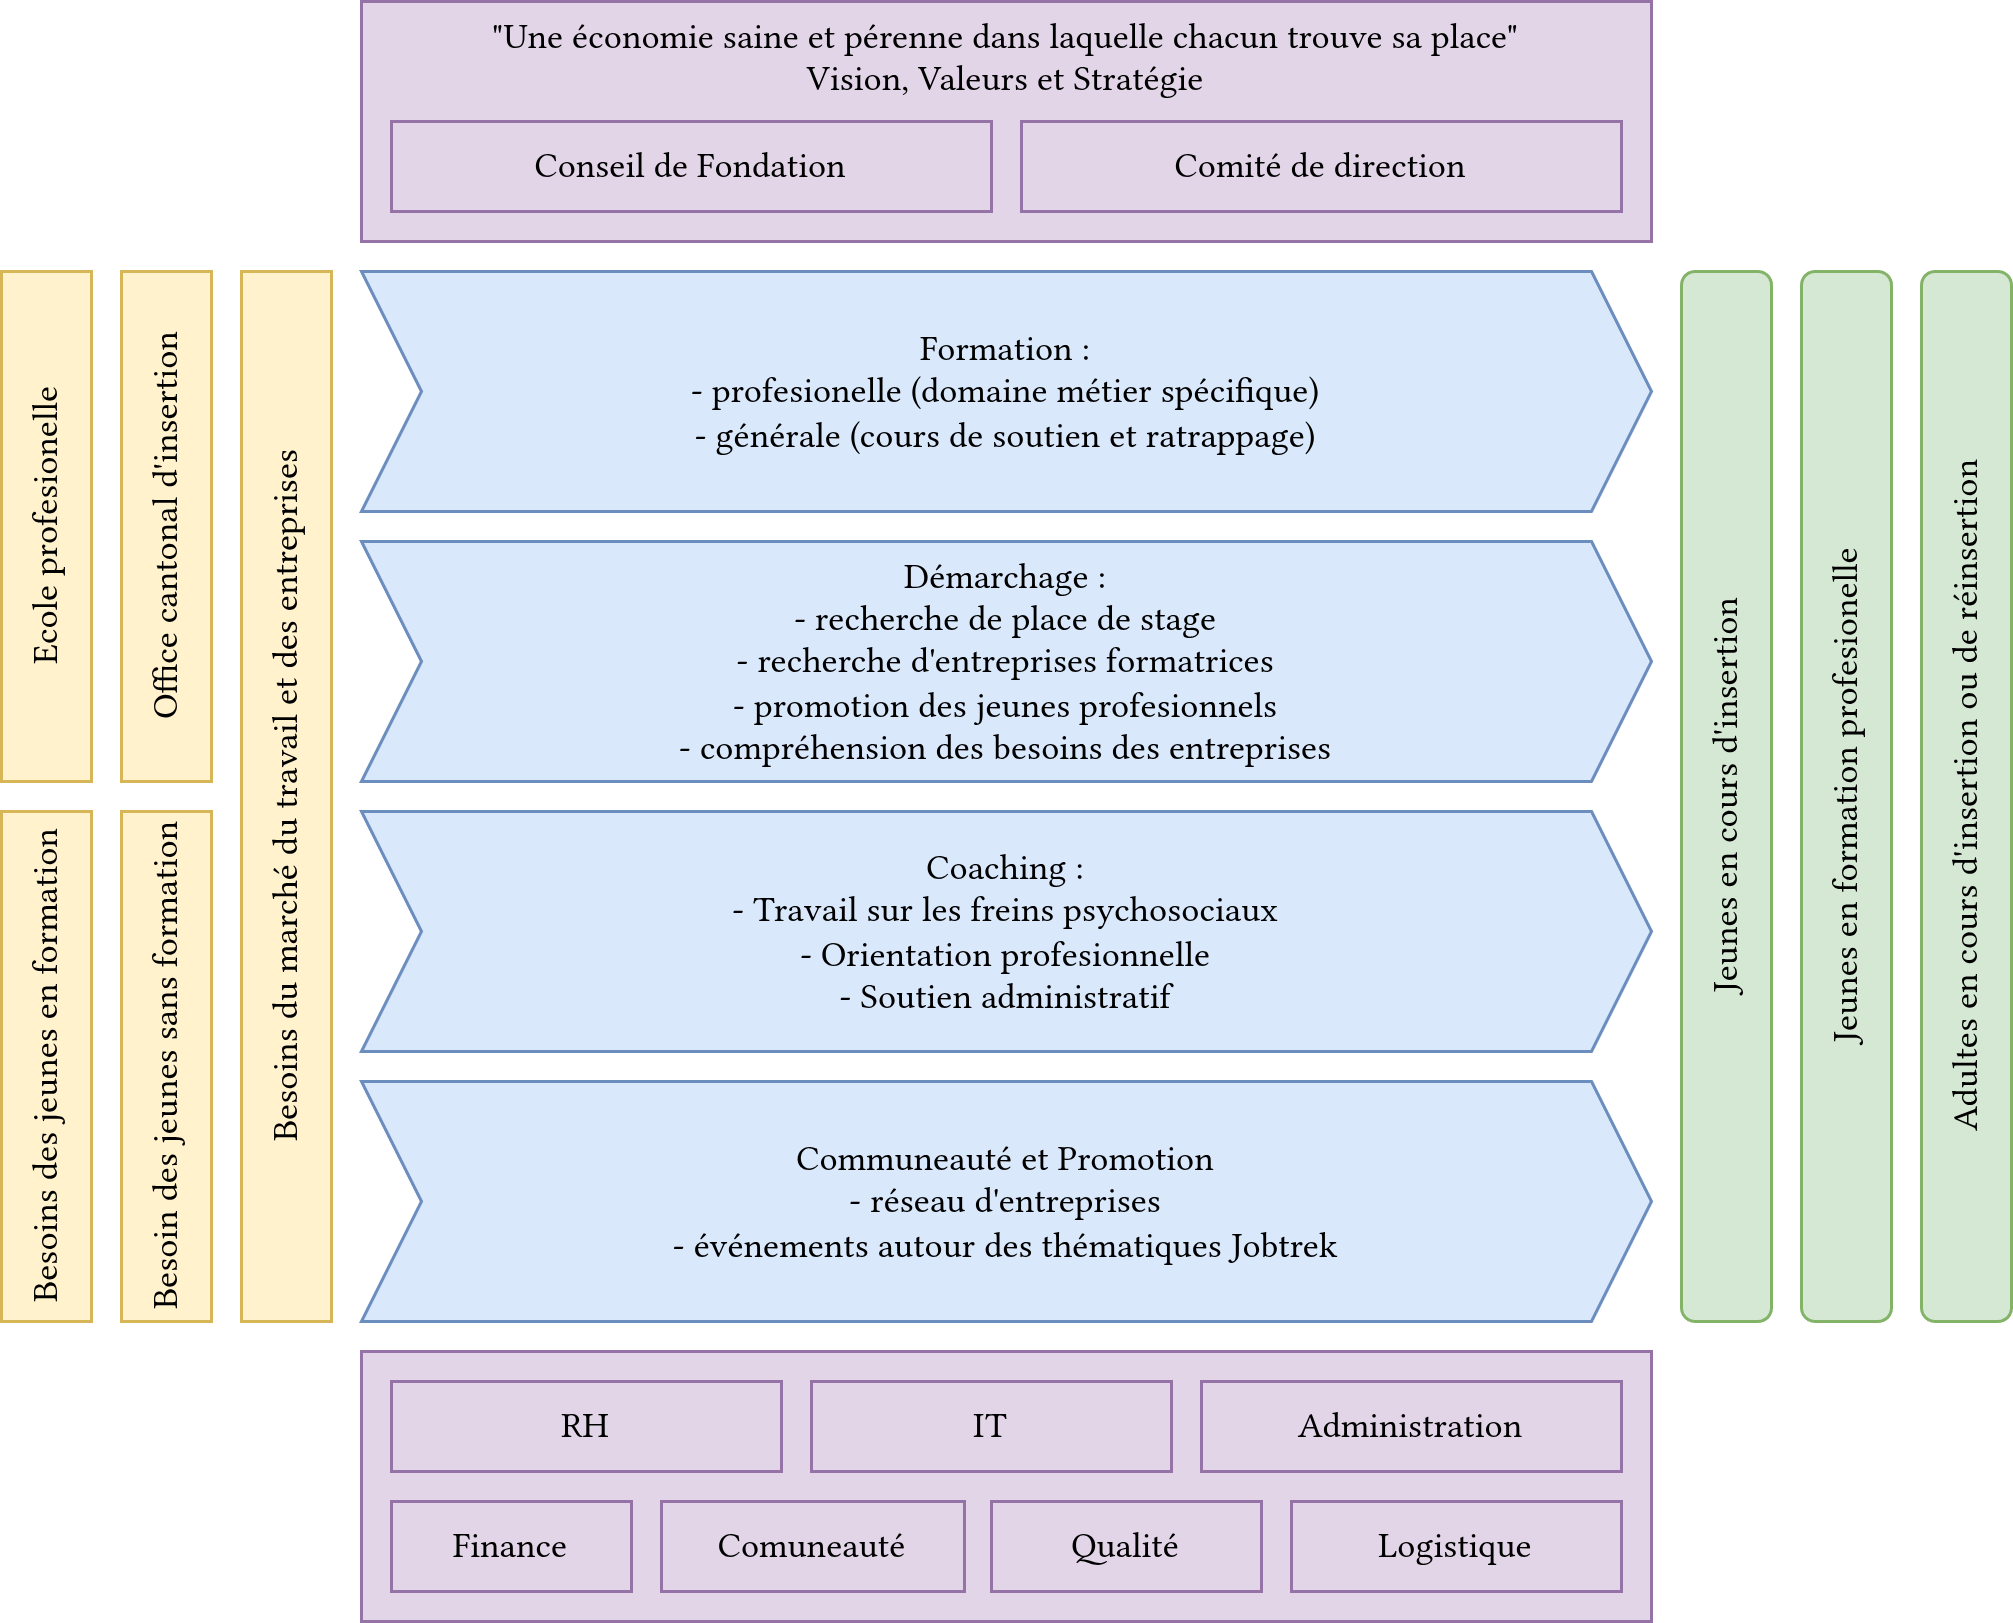 "Une économie saine et pérenne dans laquelle chacun trouve sa place"
Vision, Valeurs et Stratégie
Conseil de Fondation
Comité de direction
Ecole profesionelle
Office cantonal d'insertion
Besoins du marché du travail et des entreprises
Besoins des jeunes en formation
Besoin des jeunes sans formation
Formation :
- profesionelle (domaine métier spécifique)
- générale (cours de soutien et ratrappage)
Démarchage :
- recherche de place de stage
- recherche d'entreprises formatrices
- promotion des jeunes profesionnels
- compréhension des besoins des entreprises
Coaching :
- Travail sur les freins psychosociaux
- Orientation profesionnelle
- Soutien administratif
Communeauté et Promotion
- réseau d'entreprises
- événements autour des thématiques Jobtrek
Jeunes en cours d'insertion
Jeunes en formation profesionelle
Adultes en cours d'insertion ou de réinsertion
RH
IT
Administration
Finance
Comuneauté
Qualité
Logistique